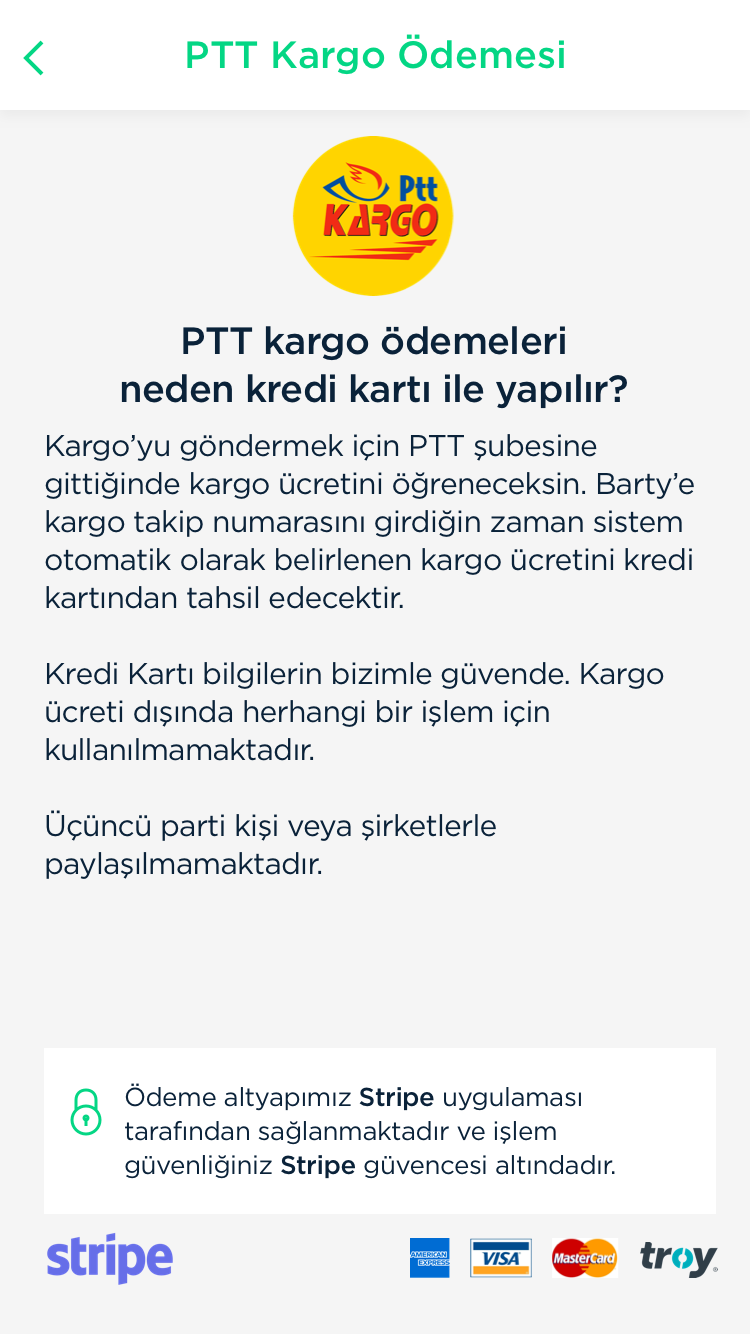 PTT Kargo Ödemesi
Ptt
KARGO
PTT kargo ödemeleri
neden kredi kartı ile yapılır?
Kargo’yu göndermek için PTT şubesine
gittiğinde kargo ücretini öğreneceksin. Barty’e
kargo takip numarasını girdiğin zaman sistem
otomatik olarak belirlenen kargo ücretini kredi
kartından tahsil edecektir.
Kredi Kartı bilgilerin bizimle güvende. Kargo
ücreti dışında herhangi bir işlem için
kullanılmamaktadır.
Üçüncü parti kişi veya şirketlerle
paylaşılmamaktadır.
Ödeme altyapımız Stripe uygulaması
tarafından sağlanmaktadır ve işlem
güvenliğiniz Stripe güvencesi altındadır.
stripe
AMERICAN
EXPRESS
VISA
MasterCard
troy